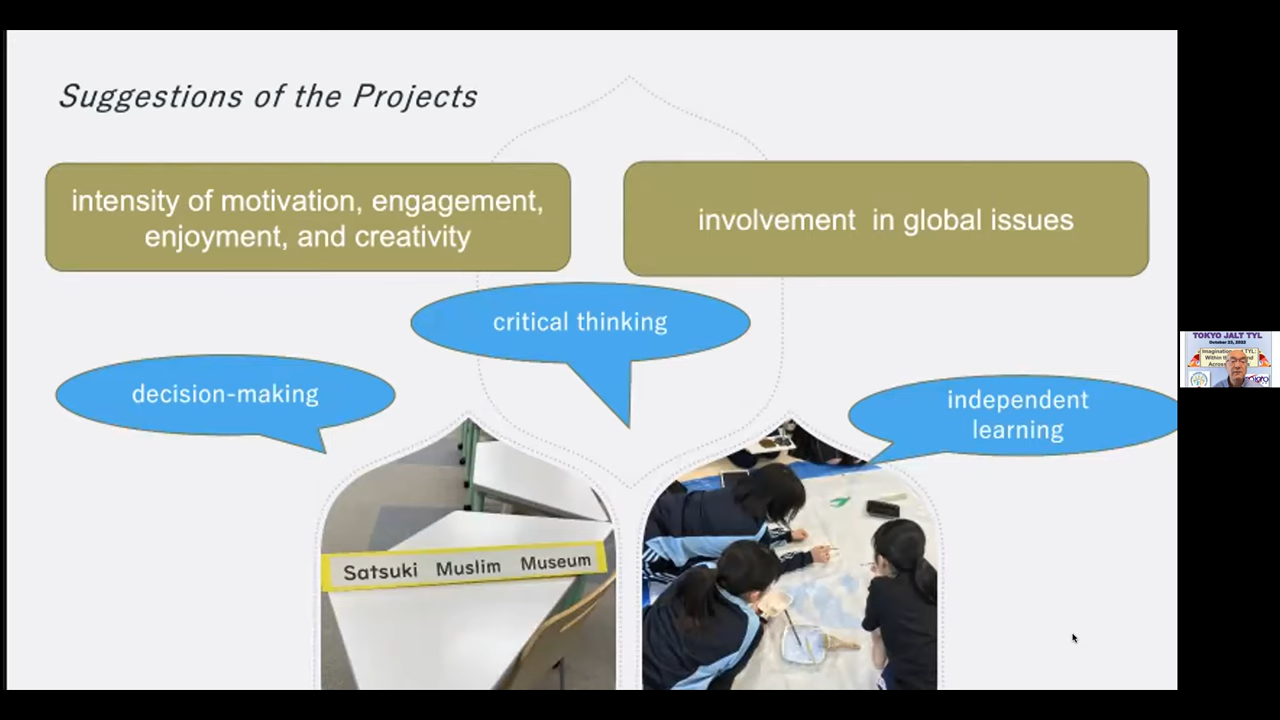 Suggestions of the Projects
intensity of motivation, engagement,
enjoyment, and creativity
involvement in global issues
critical thinking
decision-making
independent
learning
Satsuki Muslim Museum
TOKYO JALT TYL